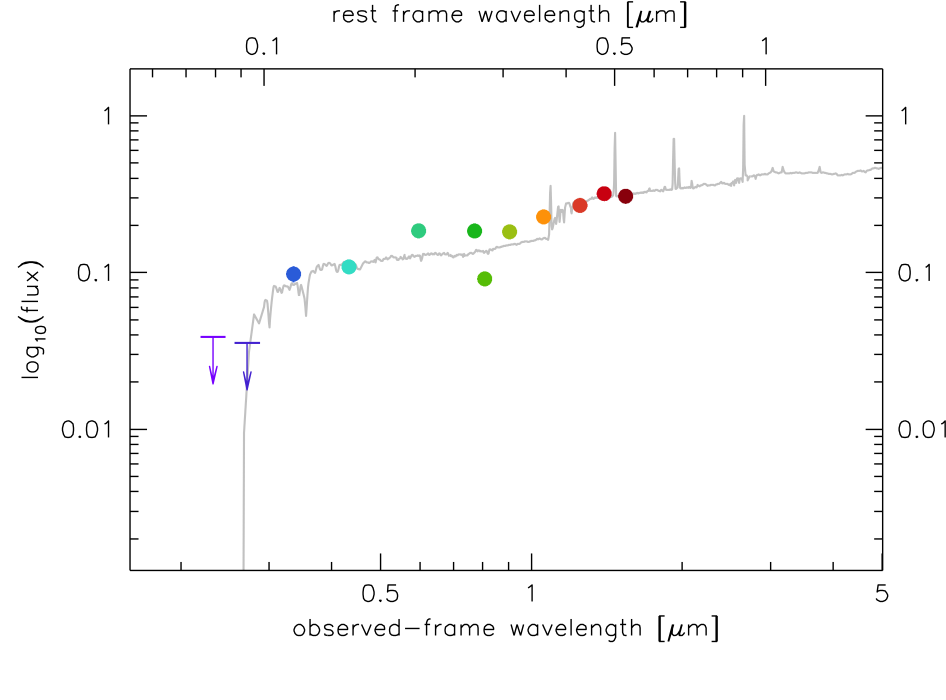 rest frame wavelength [μm]
0.1 0.5 1
1 1
0.1 0.1
0.01 0.01
log₁₀(flux)
0.5 1 5
observed-frame wavelength [μm]